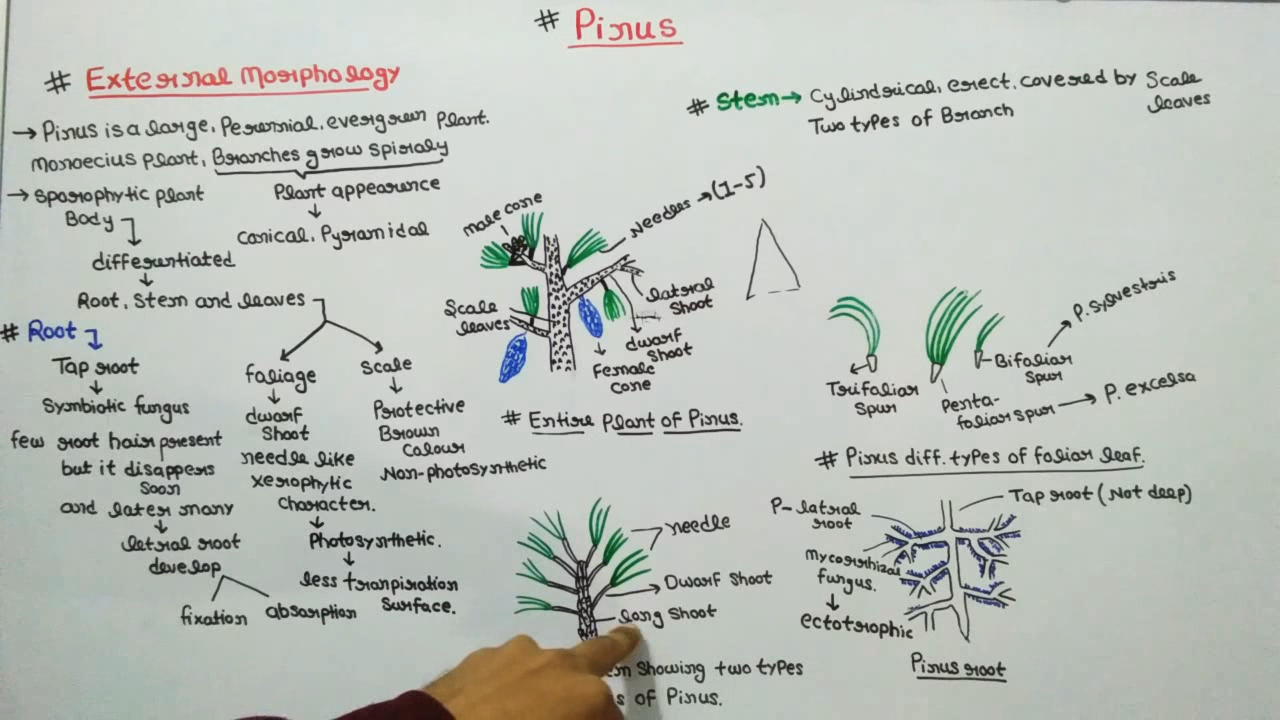 # Pinus
# External Morphology
→ Pinus is a large, Perennial, evergreen Plant.
Monoecius plant, Branches grow spiraly
→ Sporophytic plant
Body
Plant appearance
Canical, Pyramidal
differentiated
Root, Stem and leaves
# Root
Tap root
Symbiotic fungus
few root hair present
but it disappers
soon
and later many
letral root
develop
fixation
absorption
foliage
dwarf
Shoot
needle like
xerophytic
Character.
Photosynthetic.
less tranpiration
surface.
Scale
Protective
Brown
Colour
Non-photosynthetic
# Stem → Cylindrical, erect, covered by Scale
leaves
Two types of Branch
male cone
Needles → (1-5)
Scale
leaves
latral
Shoot
dwarf
Shoot
Female
Cone
# Entire Plant of Pinus.
Trifoliar
Spur
Penta-
foliar spur → P. excelsa
Bifoliar
Spur
P. sylvestris
# Pinus diff. types of foliar leaf.
needle
Dwarf Shoot
long Shoot
Showing two types
of Pinus.
P-latral
root
Tap root (Not deep)
mycorrhizal
fungus.
ectotrophic
Pinus root